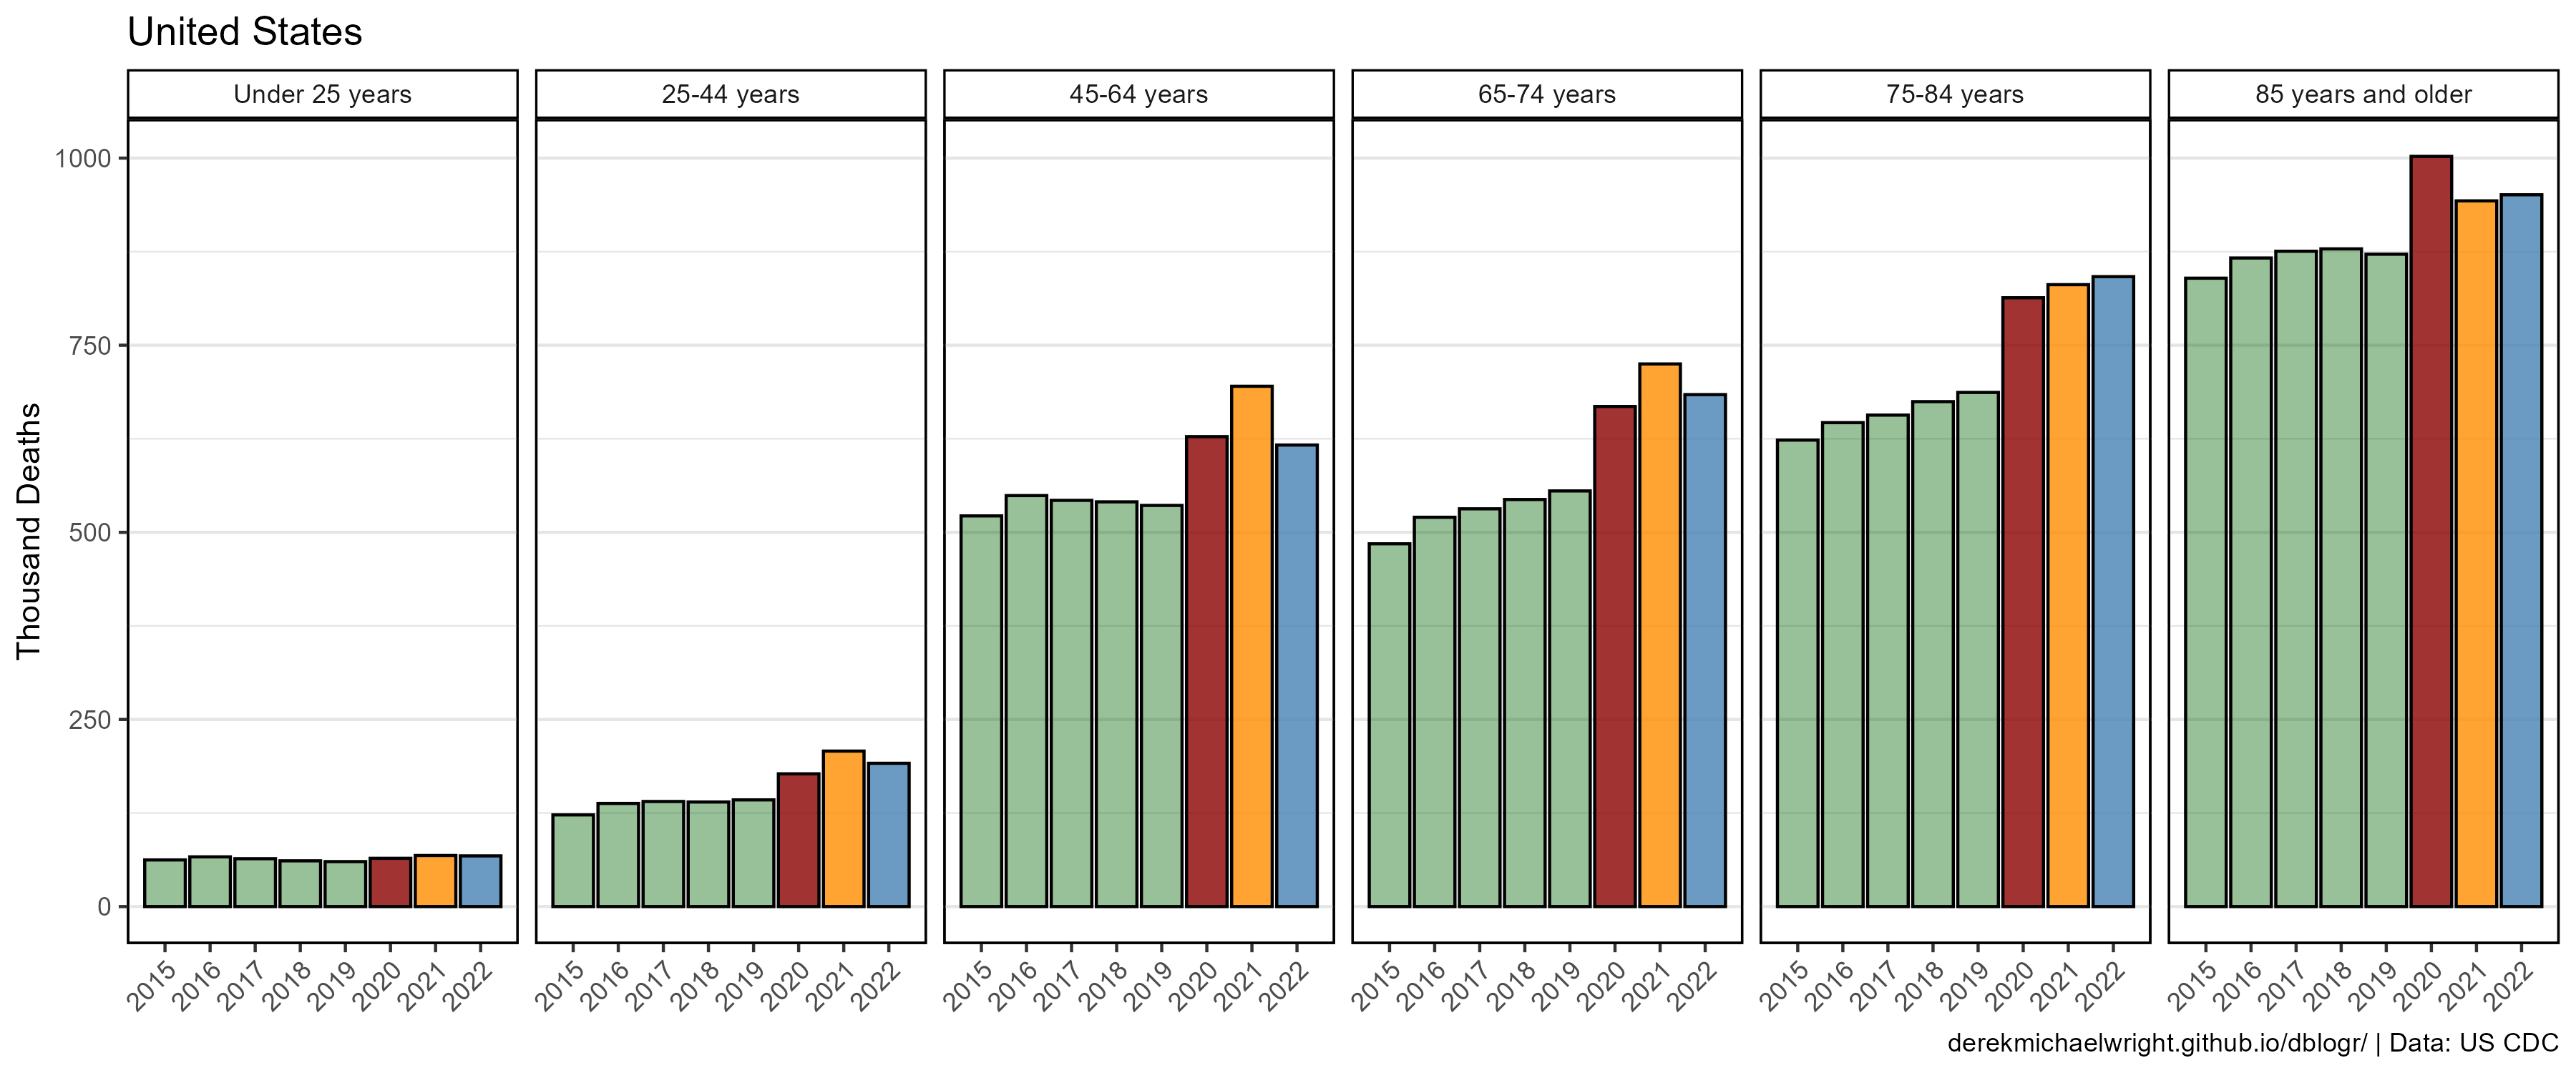 United States
Under 25 years
25-44 years
45-64 years
65-74 years
75-84 years
85 years and older
Thousand Deaths
1000
750
500
250
0
2015 2016 2017 2018 2019 2020 2021 2022
2015 2016 2017 2018 2019 2020 2021 2022
2015 2016 2017 2018 2019 2020 2021 2022
2015 2016 2017 2018 2019 2020 2021 2022
2015 2016 2017 2018 2019 2020 2021 2022
2015 2016 2017 2018 2019 2020 2021 2022
derekmichaelwright.github.io/dblogr/ | Data: US CDC